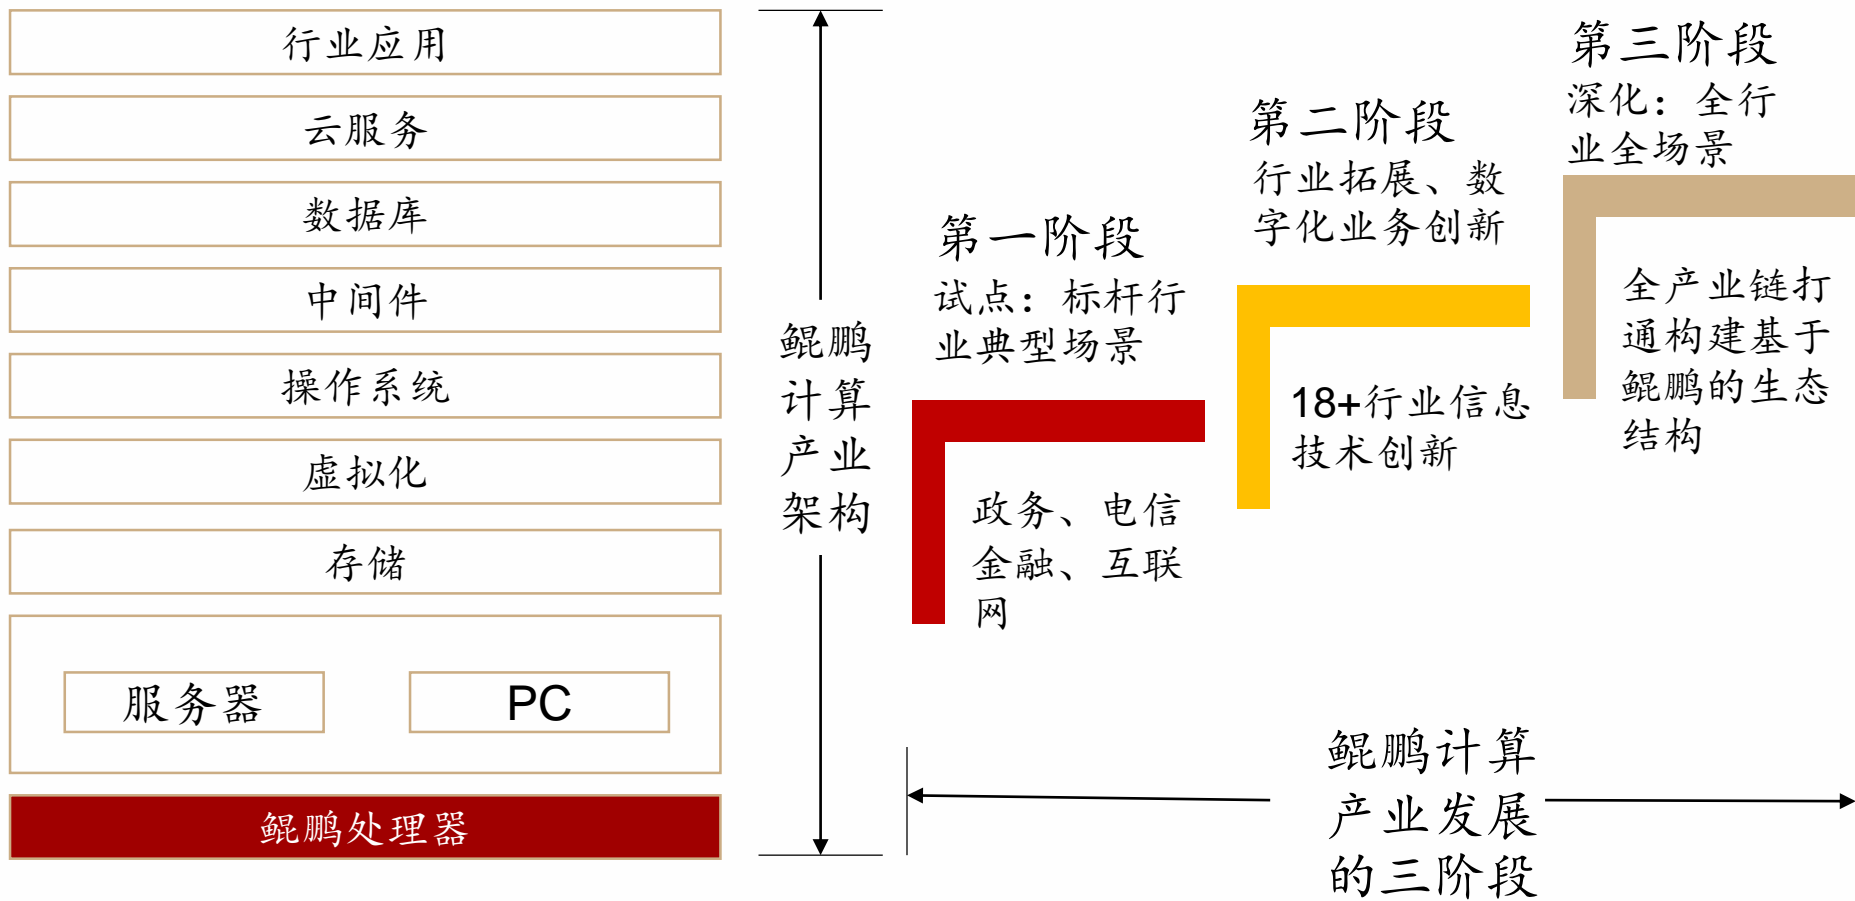 行业应用
云服务
数据库
中间件
操作系统
虚拟化
存储
服务器
PC
鲲鹏处理器
鲲鹏
计算
产业
架构
第一阶段
试点：标杆行
业典型场景
政务、电信
金融、互联
网
第二阶段
行业拓展、数
字化业务创新
18+行业信息
技术创新
第三阶段
深化：全行
业全场景
全产业链打
通构建基于
鲲鹏的生态
结构
鲲鹏计算
产业发展
的三阶段